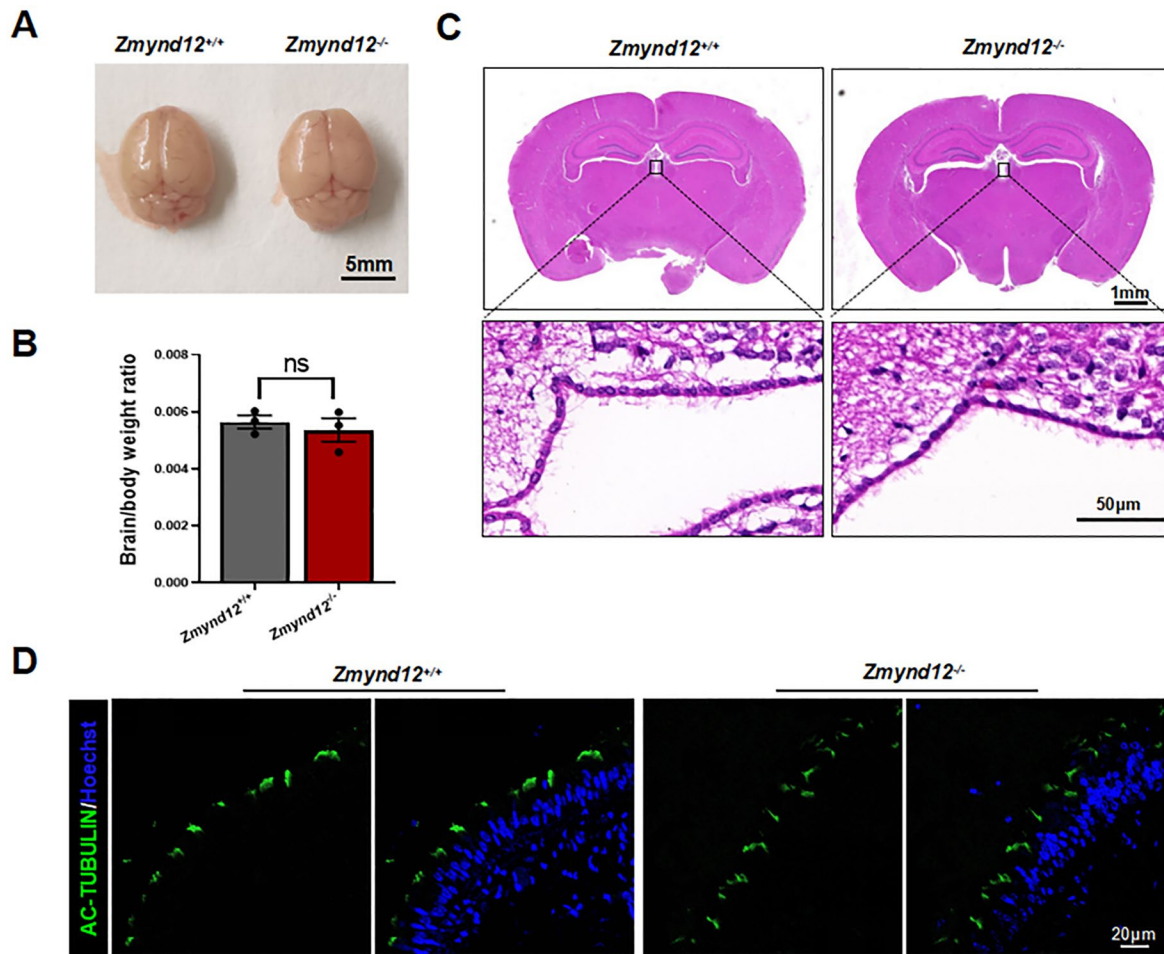 A
Zmynd12+/+ Zmynd12-/-
5mm
B
Brain/body weight ratio
0.008
0.006
0.004
0.002
0.000
ns
Zmynd12+/+
Zmynd12-/-
C
Zmynd12+/+ Zmynd12-/-
1mm
50μm
D
Zmynd12+/+ Zmynd12-/-
AC-TUBULIN/Hoechst
20μm